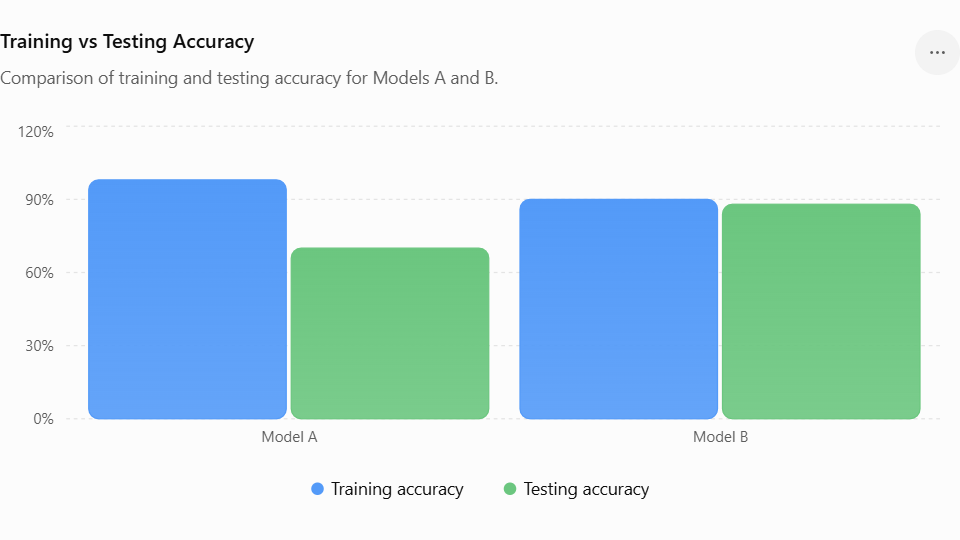 Training vs Testing Accuracy
Comparison of training and testing accuracy for Models A and B.
120%
90%
60%
30%
0%
Model A
Model B
Training accuracy
Testing accuracy